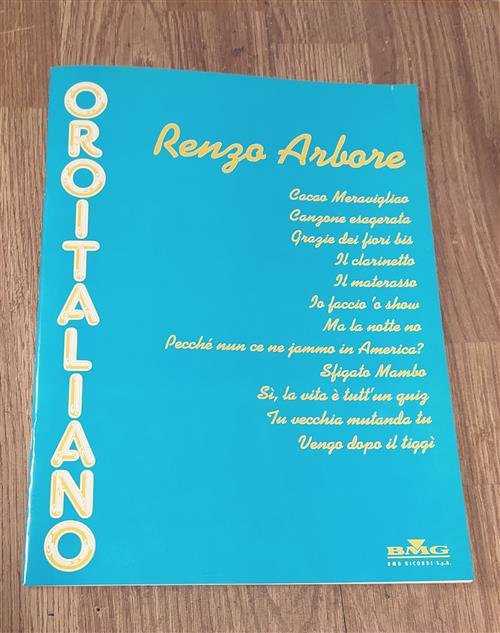 OROITALIANO
Renzo Arbore
Cacao Meravigliao
Canzone esagerata
Grazie dei fiori bis
Il clarinetto
Il materasso
Io faccio 'o show
Ma la notte no
Pecché nun ce ne jammo in America?
Sfigato Mambo
Sì, la vita è tutt'un quiz
Tu vecchia mutanda tu
Vengo dopo il tiggì
BMG
BMG RICORDI S.p.A.